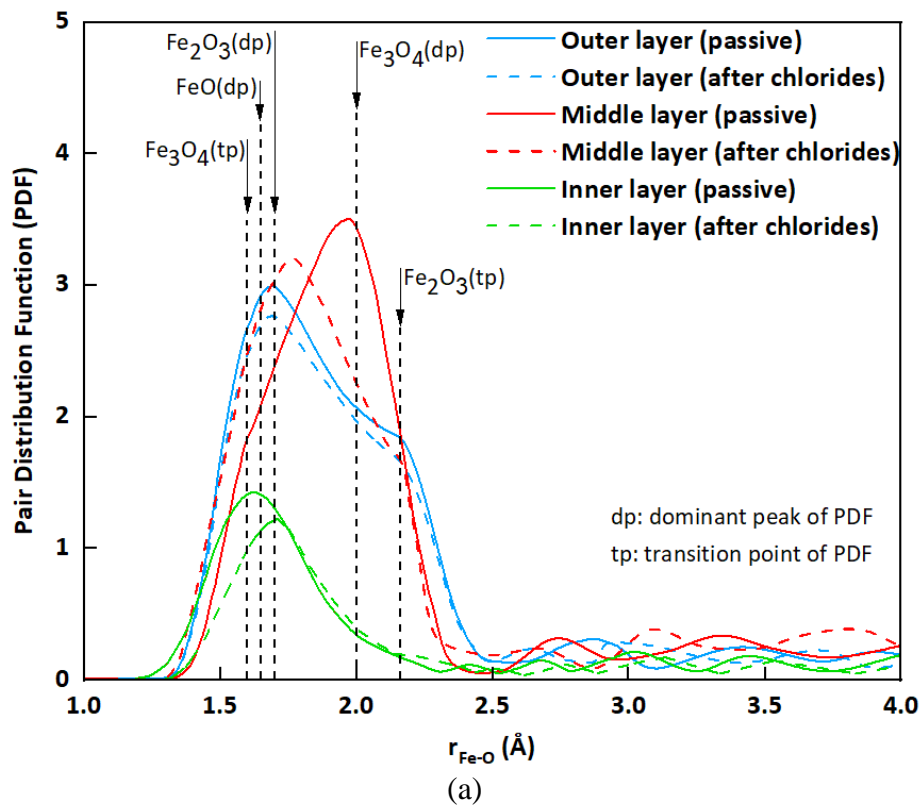 5
4
3
2
1
0
Pair Distribution Function (PDF)
Fe₂O₃(dp)
FeO(dp)
Fe₃O₄(tp)
Fe₃O₄(dp)
Fe₂O₃(tp)
Outer layer (passive)
Outer layer (after chlorides)
Middle layer (passive)
Middle layer (after chlorides)
Inner layer (passive)
Inner layer (after chlorides)
dp: dominant peak of PDF
tp: transition point of PDF
1.0 1.5 2.0 2.5 3.0 3.5 4.0
r_Fe-O (Å)
(a)